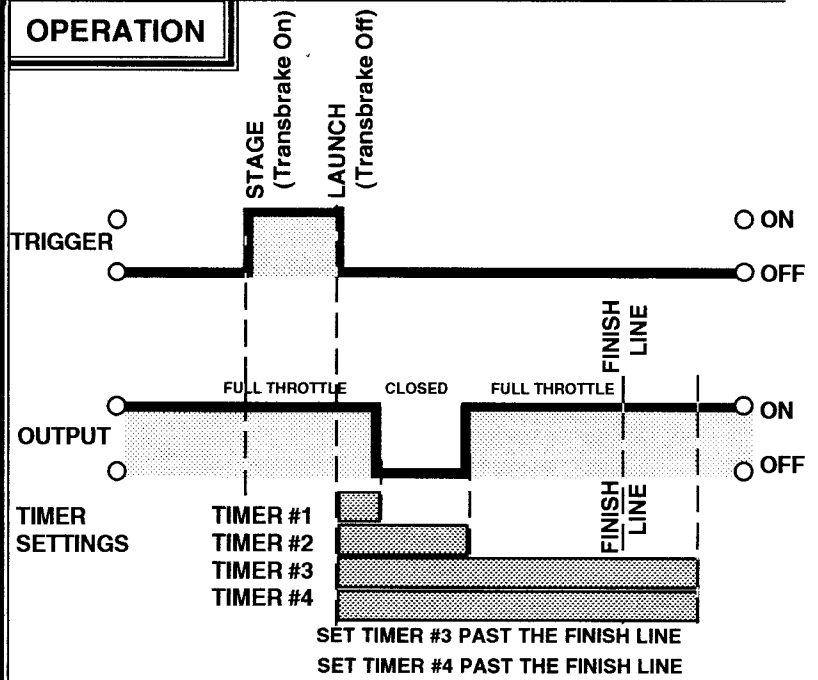 OPERATION
STAGE
(Transbrake On)
LAUNCH
(Transbrake Off)
TRIGGER
ON
OFF
FINISH
LINE
FULL THROTTLE
CLOSED
FULL THROTTLE
OUTPUT
ON
OFF
FINISH
LINE
TIMER
SETTINGS
TIMER #1
TIMER #2
TIMER #3
TIMER #4
SET TIMER #3 PAST THE FINISH LINE
SET TIMER #4 PAST THE FINISH LINE